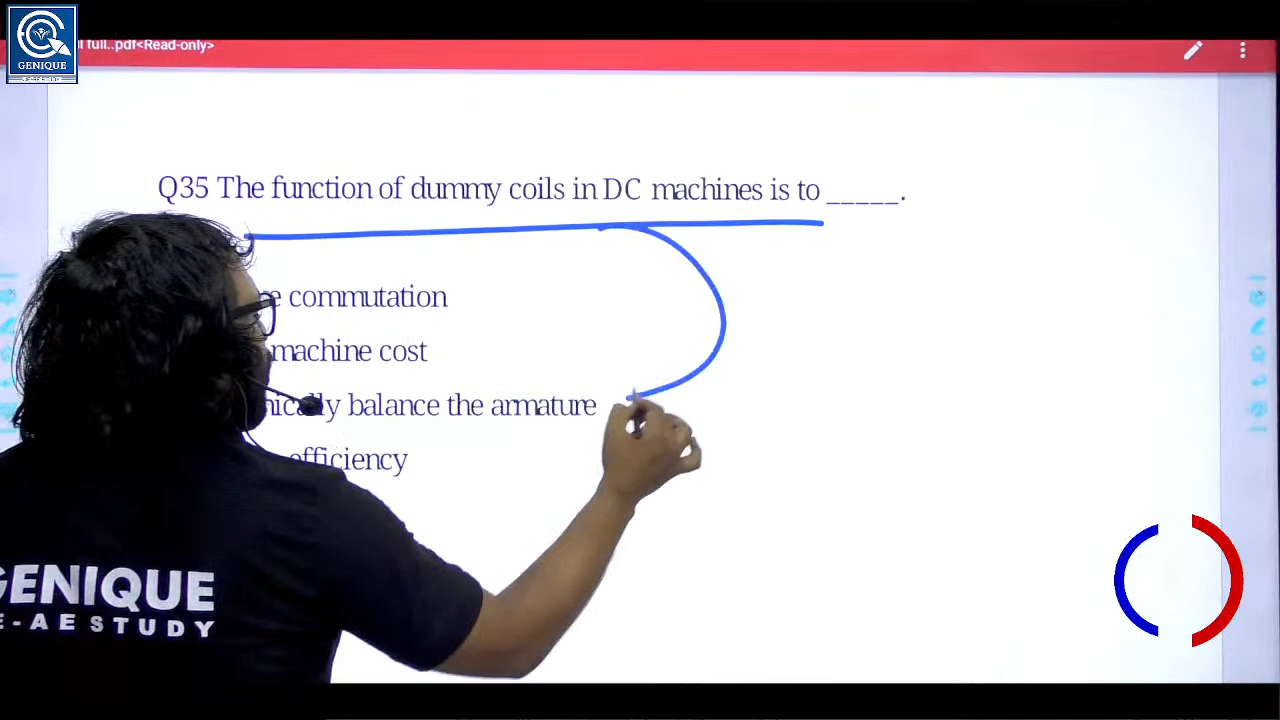 GENIQUE
full..pdf<Read-only>
Q35 The function of dummy coils in DC machines is to _____.
commutation
machine cost
balance the armature
efficiency
GENIQUE
E-AE STUDY